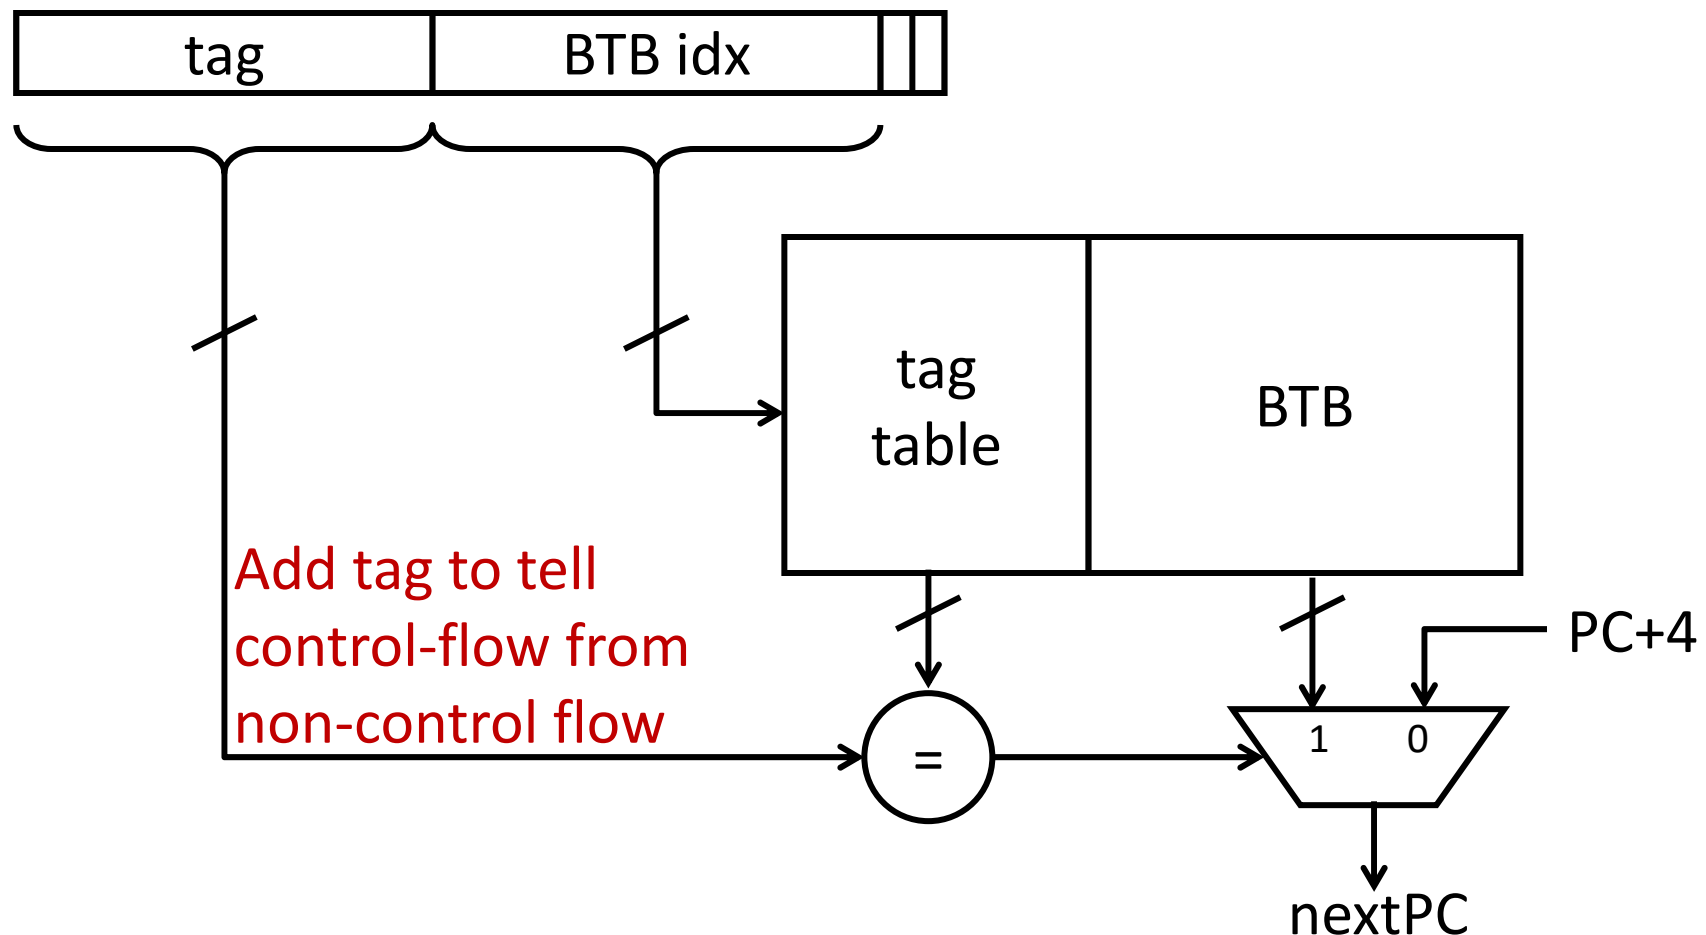 tag
BTB idx
tag
table
BTB
Add tag to tell
control-flow from
non-control flow
PC+4
=
1
0
nextPC